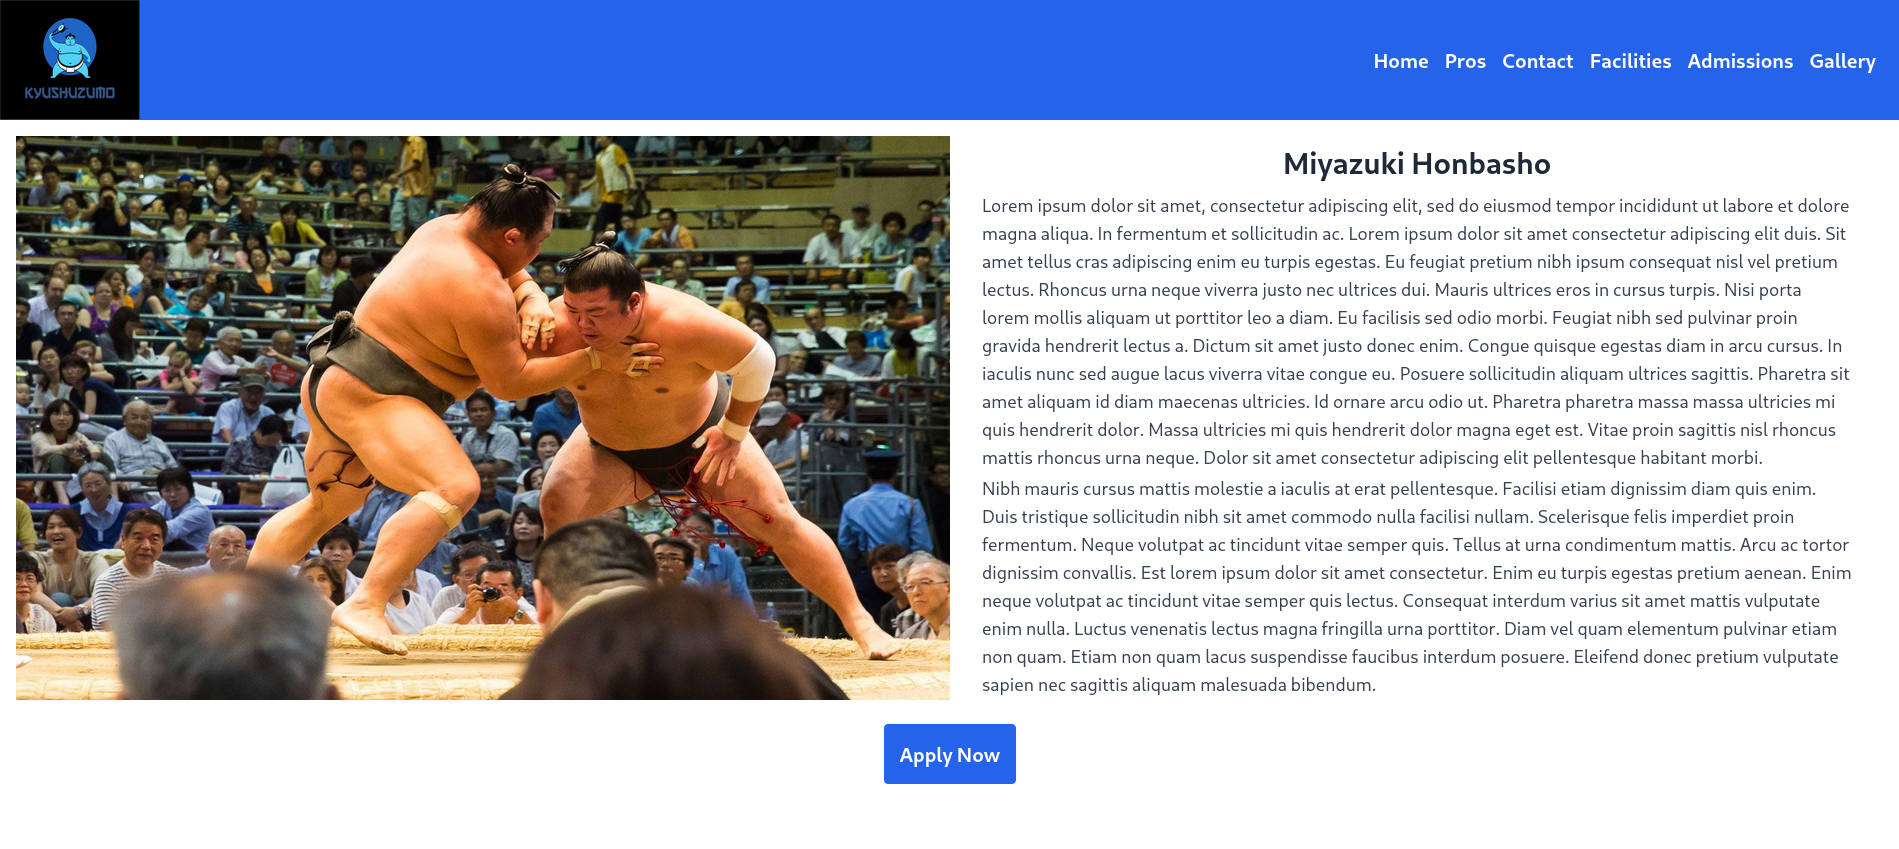 KYUSHUZUMO
Home Pros Contact Facilities Admissions Gallery
Miyazuki Honbasho
Lorem ipsum dolor sit amet, consectetur adipiscing elit, sed do eiusmod tempor incididunt ut labore et dolore
magna aliqua. In fermentum et sollicitudin ac. Lorem ipsum dolor sit amet consectetur adipiscing elit duis. Sit
amet tellus cras adipiscing enim eu turpis egestas. Eu feugiat pretium nibh ipsum consequat nisl vel pretium
lectus. Rhoncus urna neque viverra justo nec ultrices dui. Mauris ultrices eros in cursus turpis. Nisi porta
lorem mollis aliquam ut porttitor leo a diam. Eu facilisis sed odio morbi. Feugiat nibh sed pulvinar proin
gravida hendrerit lectus a. Dictum sit amet justo donec enim. Congue quisque egestas diam in arcu cursus. In
iaculis nunc sed augue lacus viverra vitae congue eu. Posuere sollicitudin aliquam ultrices sagittis. Pharetra sit
amet aliquam id diam maecenas ultricies. Id ornare arcu odio ut. Pharetra pharetra massa massa ultricies mi
quis hendrerit dolor. Massa ultricies mi quis hendrerit dolor magna eget est. Vitae proin sagittis nisl rhoncus
mattis rhoncus urna neque. Dolor sit amet consectetur adipiscing elit pellentesque habitant morbi.
Nibh mauris cursus mattis molestie a iaculis at erat pellentesque. Facilisi etiam dignissim diam quis enim.
Duis tristique sollicitudin nibh sit amet commodo nulla facilisi nullam. Scelerisque felis imperdiet proin
fermentum. Neque volutpat ac tincidunt vitae semper quis. Tellus at urna condimentum mattis. Arcu ac tortor
dignissim convallis. Est lorem ipsum dolor sit amet consectetur. Enim eu turpis egestas pretium aenean. Enim
neque volutpat ac tincidunt vitae semper quis lectus. Consequat interdum varius sit amet mattis vulputate
enim nulla. Luctus venenatis lectus magna fringilla urna porttitor. Diam vel quam elementum pulvinar etiam
non quam. Etiam non quam lacus suspendisse faucibus interdum posuere. Eleifend donec pretium vulputate
sapien nec sagittis aliquam malesuada bibendum.
Apply Now